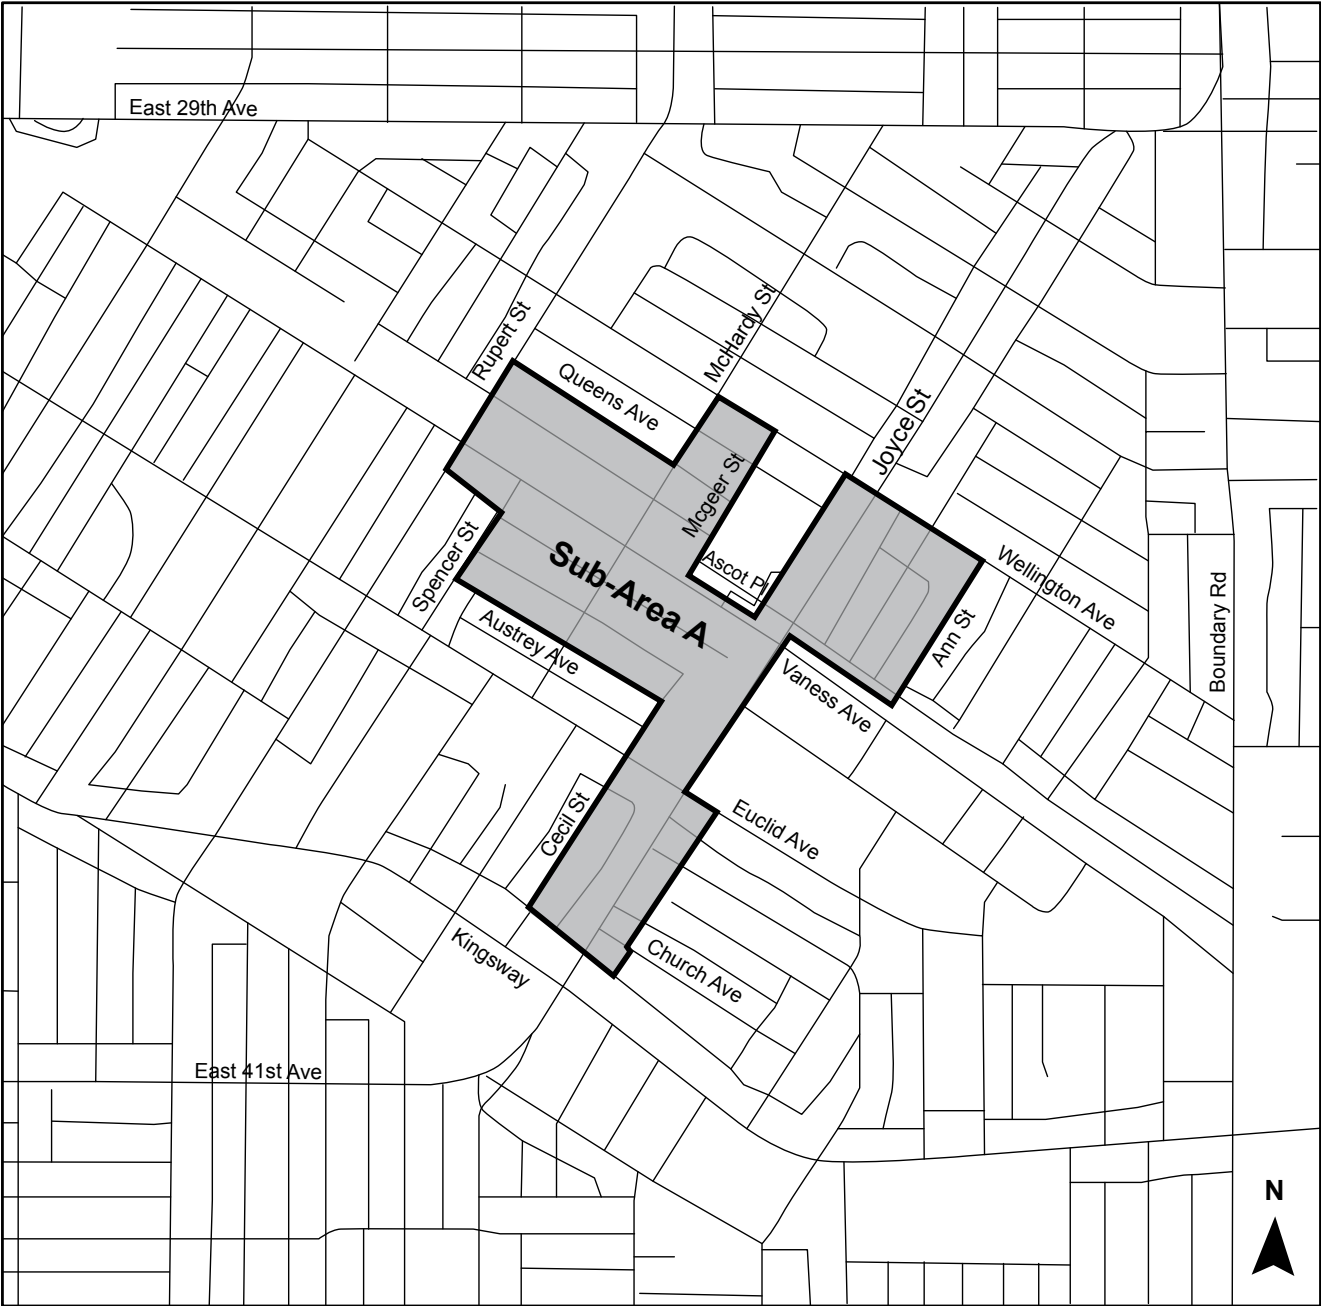 East 29th Ave
Rupert St
McHardy St
Queens Ave
Joyce St
Mcgeer St
Spencer St
Sub-Area A
Ascot Pl
Wellington Ave
Boundary Rd
Ann St
Austrey Ave
Vaness Ave
Cecil St
Euclid Ave
Kingsway
Church Ave
East 41st Ave
N